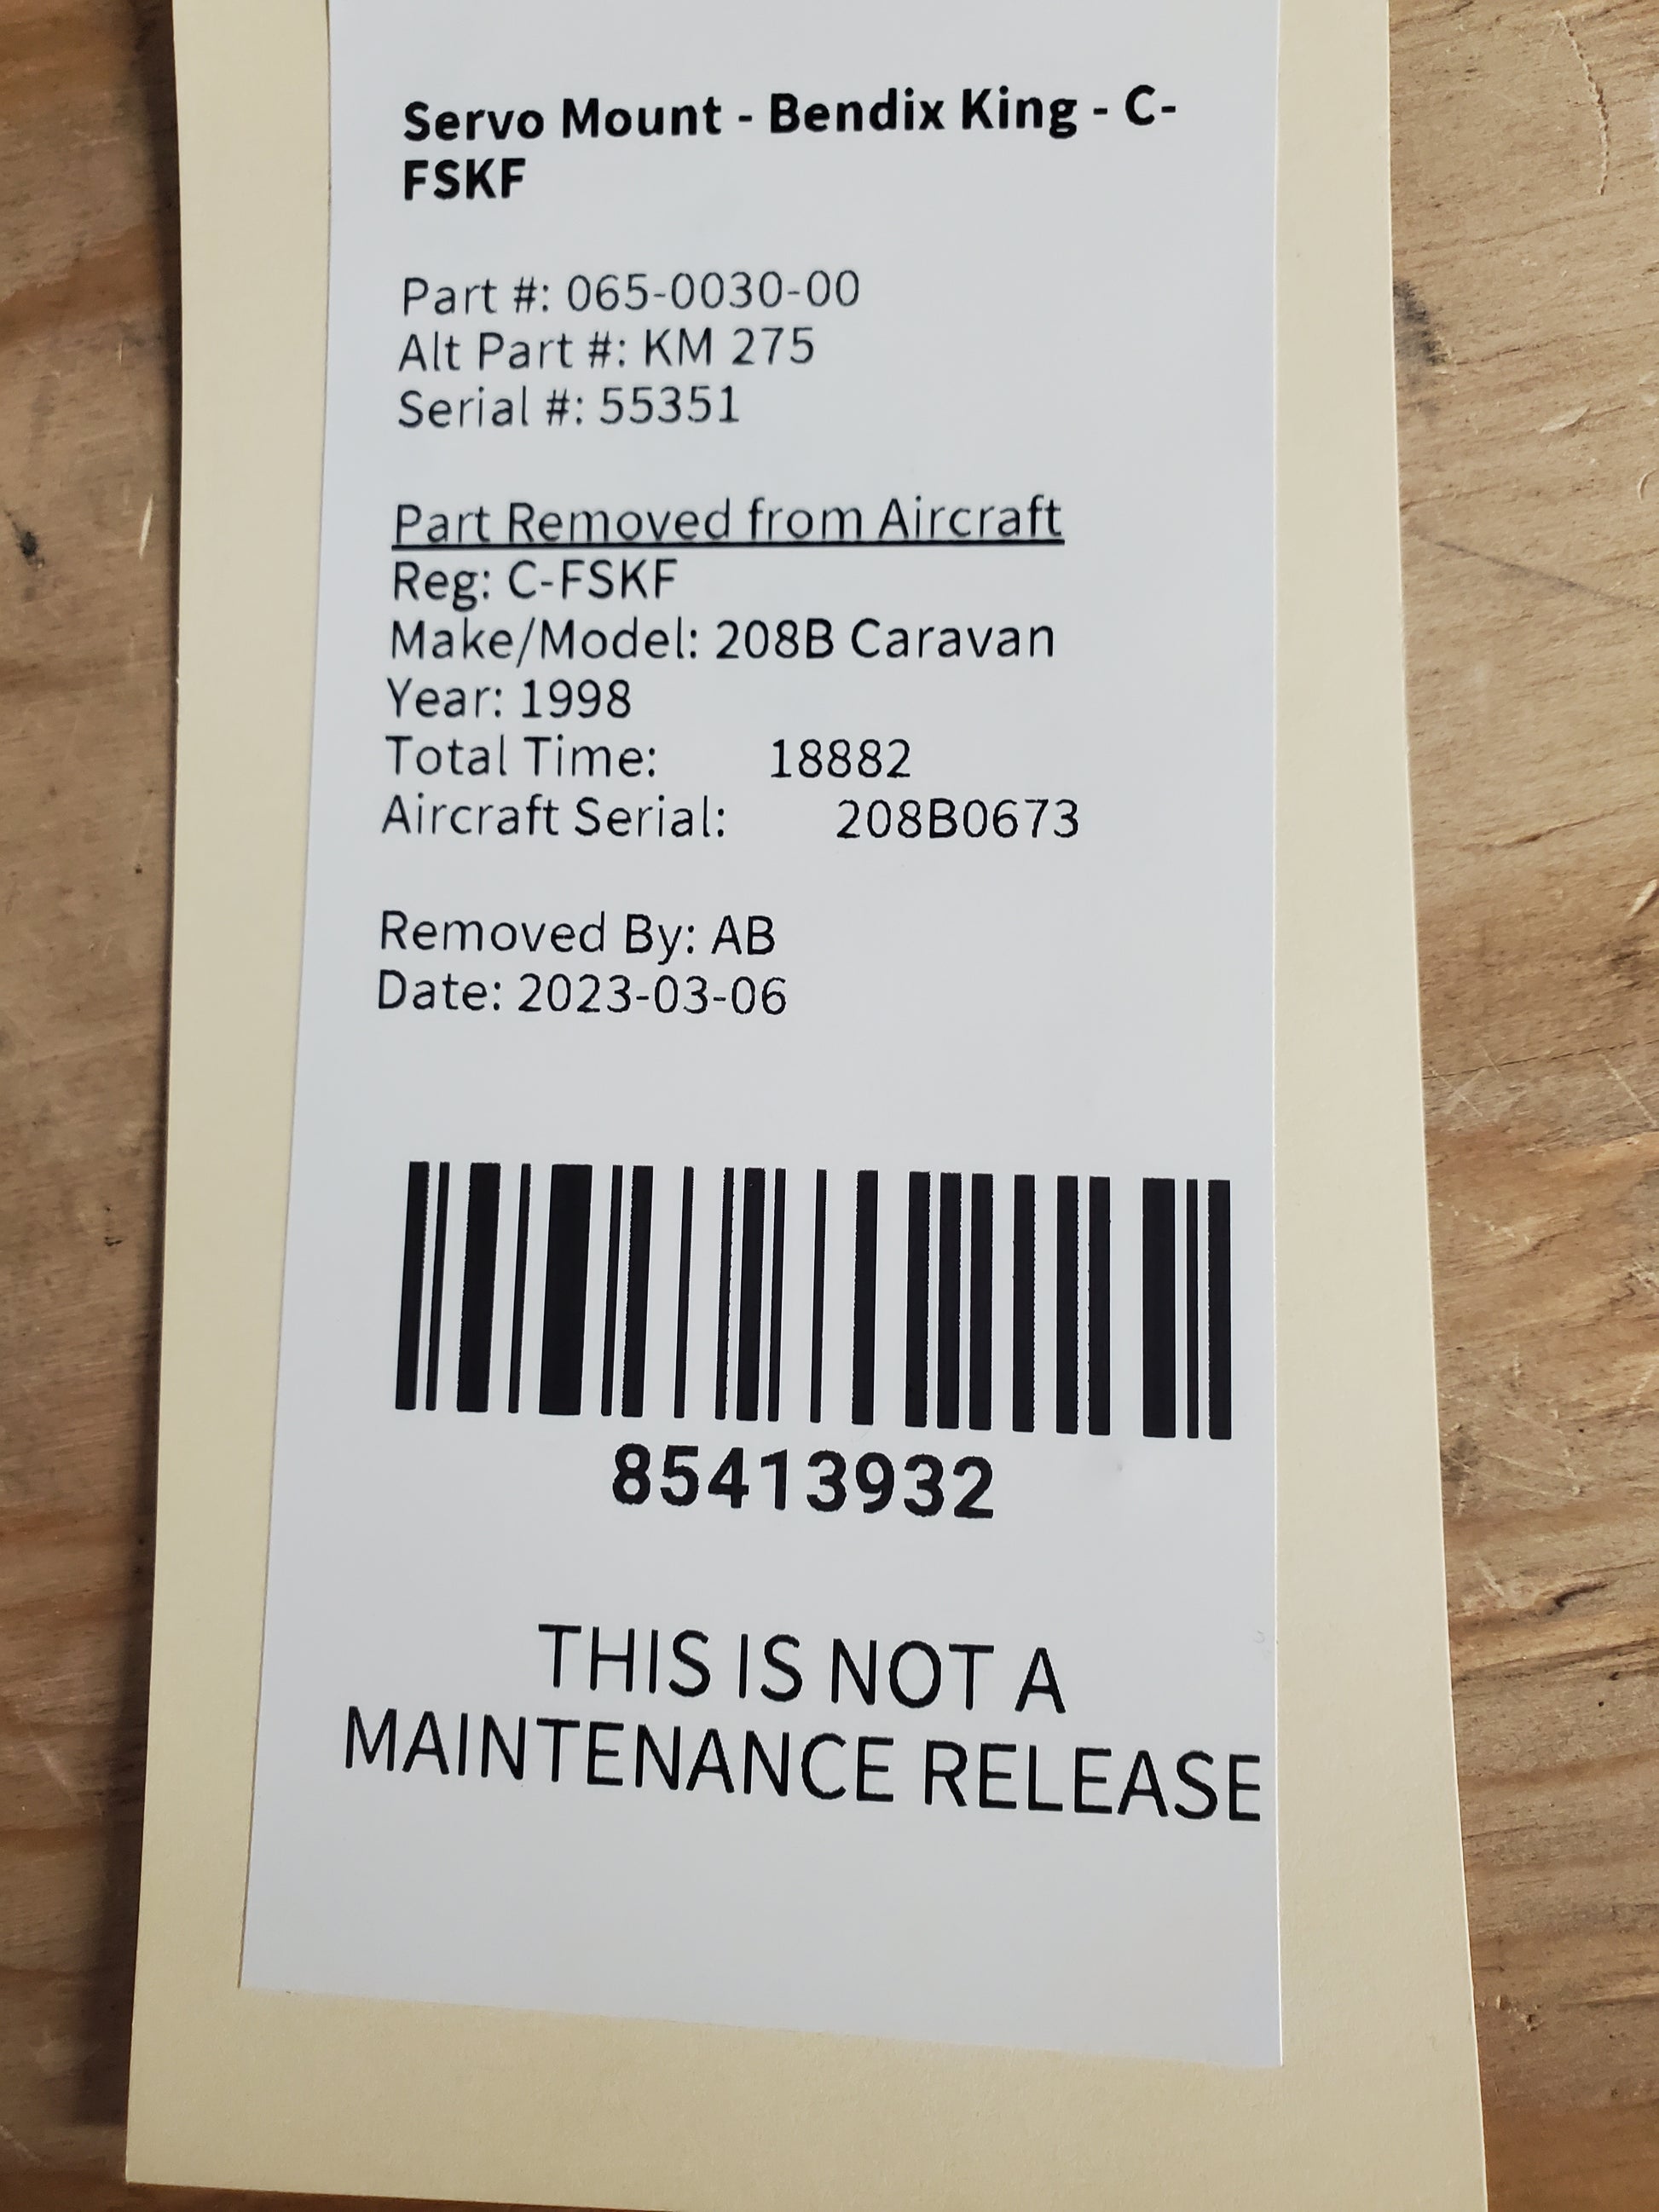 Servo Mount - Bendix King - C-
FSKF
Part #: 065-0030-00
Alt Part #: KM 275
Serial #: 55351
Part Removed from Aircraft
Reg: C-FSKF
Make/Model: 208B Caravan
Year: 1998
Total Time: 18882
Aircraft Serial: 208B0673
Removed By: AB
Date: 2023-03-06
85413932
THIS IS NOT A
MAINTENANCE RELEASE